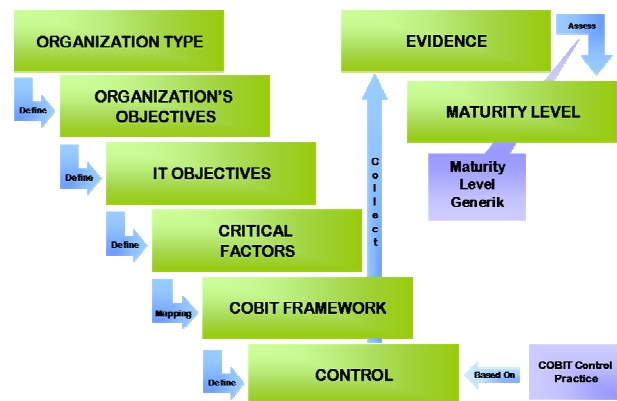 ORGANIZATION TYPE
Define
ORGANIZATION'S
OBJECTIVES
Define
IT OBJECTIVES
Define
CRITICAL
FACTORS
Mapping
COBIT FRAMEWORK
Define
CONTROL
Based On
COBIT Control
Practice
Collect
EVIDENCE
Assess
MATURITY LEVEL
Maturity
Level
Generik